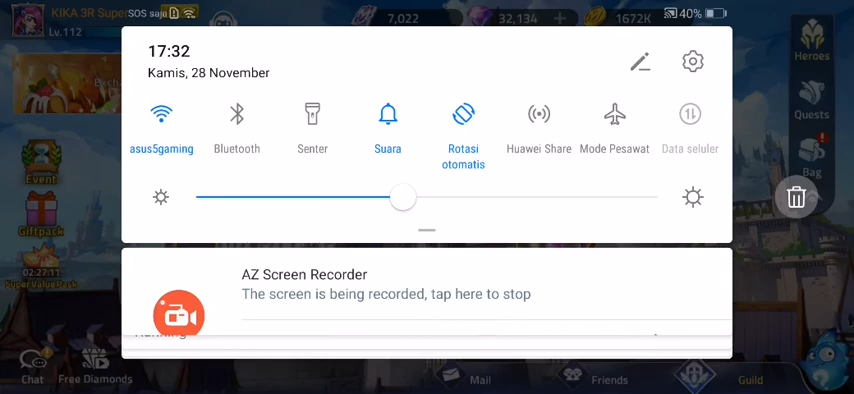 KIKA 3R Super
SOS saju
7,022
32,134
1672K
40%
Lv.112
17:32
Kamis, 28 November
Heroes
asus5gaming
Bluetooth
Senter
Suara
Rotasi
otomatis
Huawei Share
Mode Pesawat
Data seluler
Quests
Bag
Event
Giftpack
02:27:11
Super Value Pack
AZ Screen Recorder
The screen is being recorded, tap here to stop
Chat
Free Diamonds
Mail
Friends
Guild